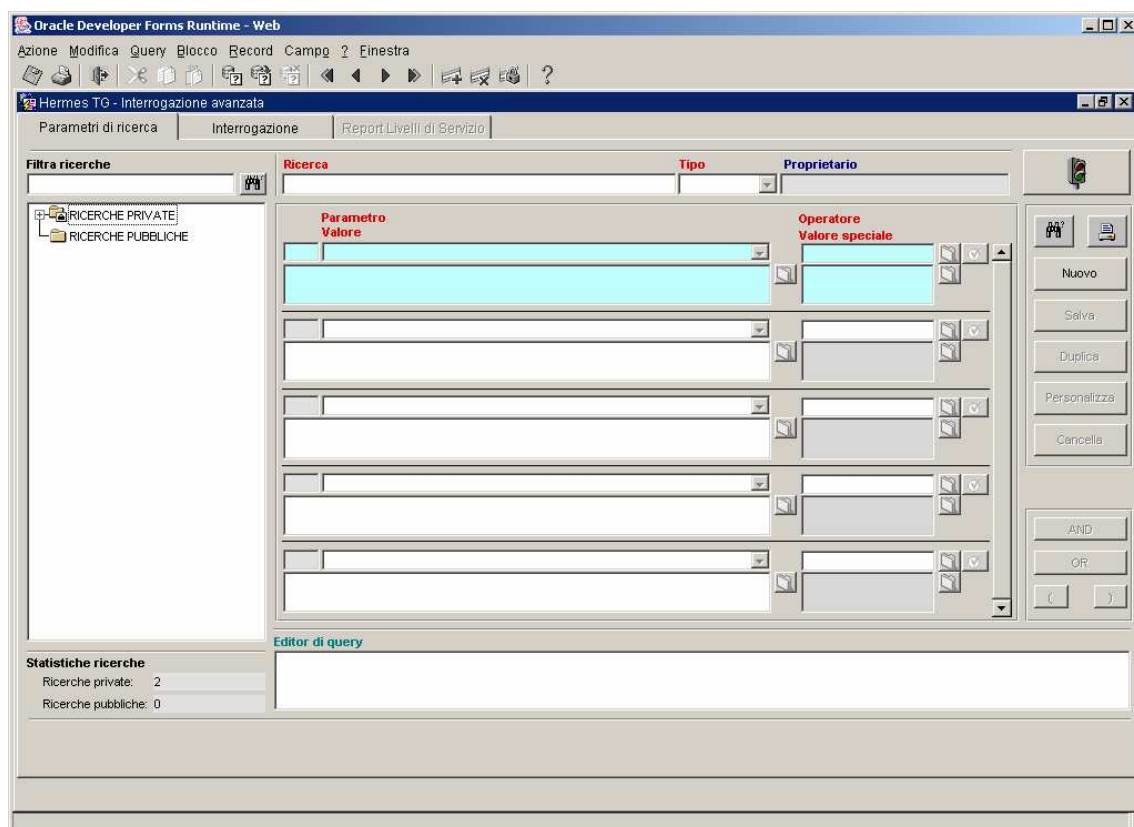 Oracle Developer Forms Runtime - Web
Azione Modifica Query Blocco Record Campo ? Finestra
Hermes TG - Interrogazione avanzata
Parametri di ricerca Interrogazione Report Livelli di Servizio
Filtra ricerche Ricerca Tipo Proprietario
RICERCHE PRIVATE
RICERCHE PUBBLICHE
Parametro Operatore
Valore Valore speciale
Nuovo
Salva
Duplica
Personalizza
Cancella
AND
OR
( )
Editor di query
Statistiche ricerche
Ricerche private: 2
Ricerche pubbliche: 0